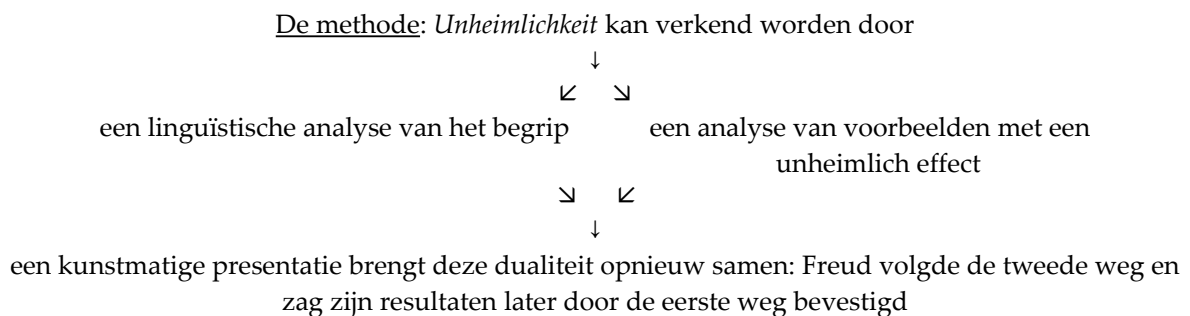 De methode: Unheimlichkeit kan verkend worden door
↓
↙ ↘
een linguïstische analyse van het begrip een analyse van voorbeelden met een
unheimlich effect
↘ ↙
↓
een kunstmatige presentatie brengt deze dualiteit opnieuw samen: Freud volgde de tweede weg en
zag zijn resultaten later door de eerste weg bevestigd